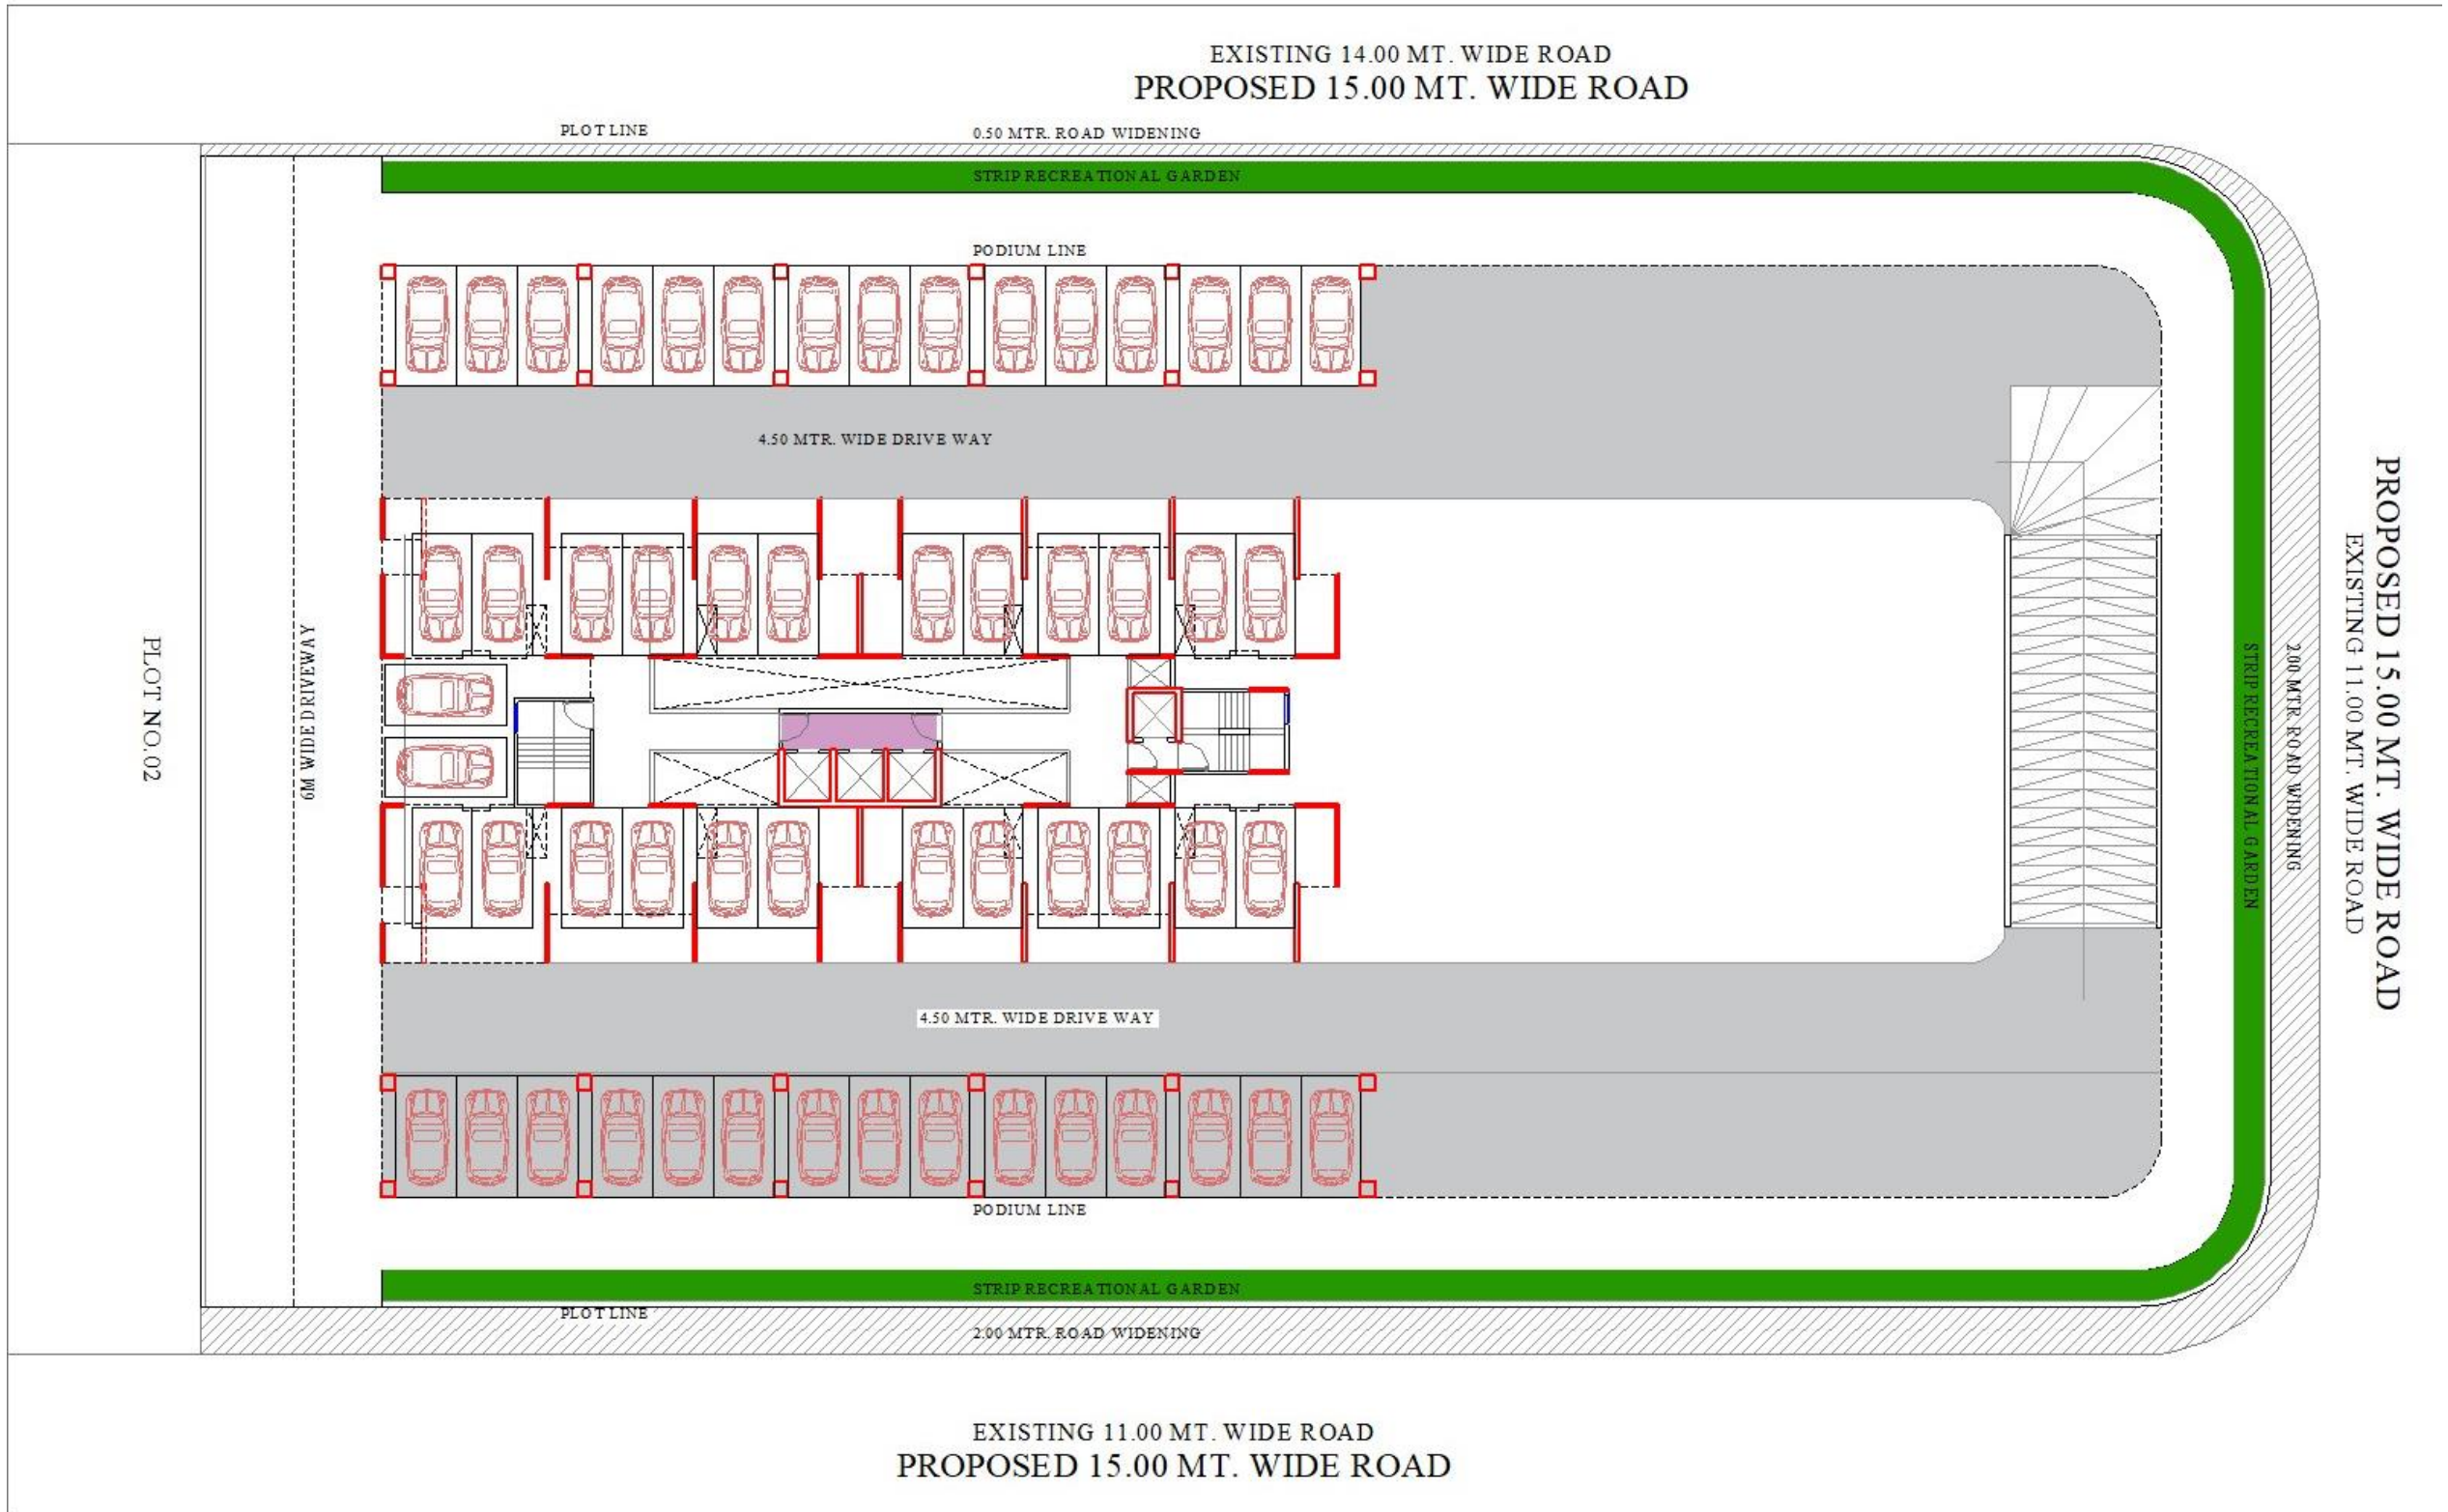 EXISTING 14.00 MT. WIDE ROAD
PROPOSED 15.00 MT. WIDE ROAD
PLOT LINE
0.50 MTR. ROAD WIDENING
STRIP RECREATIONAL GARDEN
PODIUM LINE
4.50 MTR. WIDE DRIVE WAY
PLOT NO.02
6M WIDE DRIVEWAY
STRIP RECREATIONAL GARDEN
2.00 MTR. ROAD WIDENING
EXISTING 11.00 MT. WIDE ROAD
PROPOSED 15.00 MT. WIDE ROAD
4.50 MTR. WIDE DRIVE WAY
PODIUM LINE
STRIP RECREATIONAL GARDEN
PLOT LINE
2.00 MTR. ROAD WIDENING
EXISTING 11.00 MT. WIDE ROAD
PROPOSED 15.00 MT. WIDE ROAD